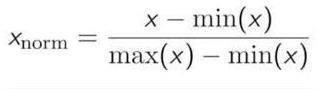 x_norm = (x − min(x)) / (max(x) − min(x))